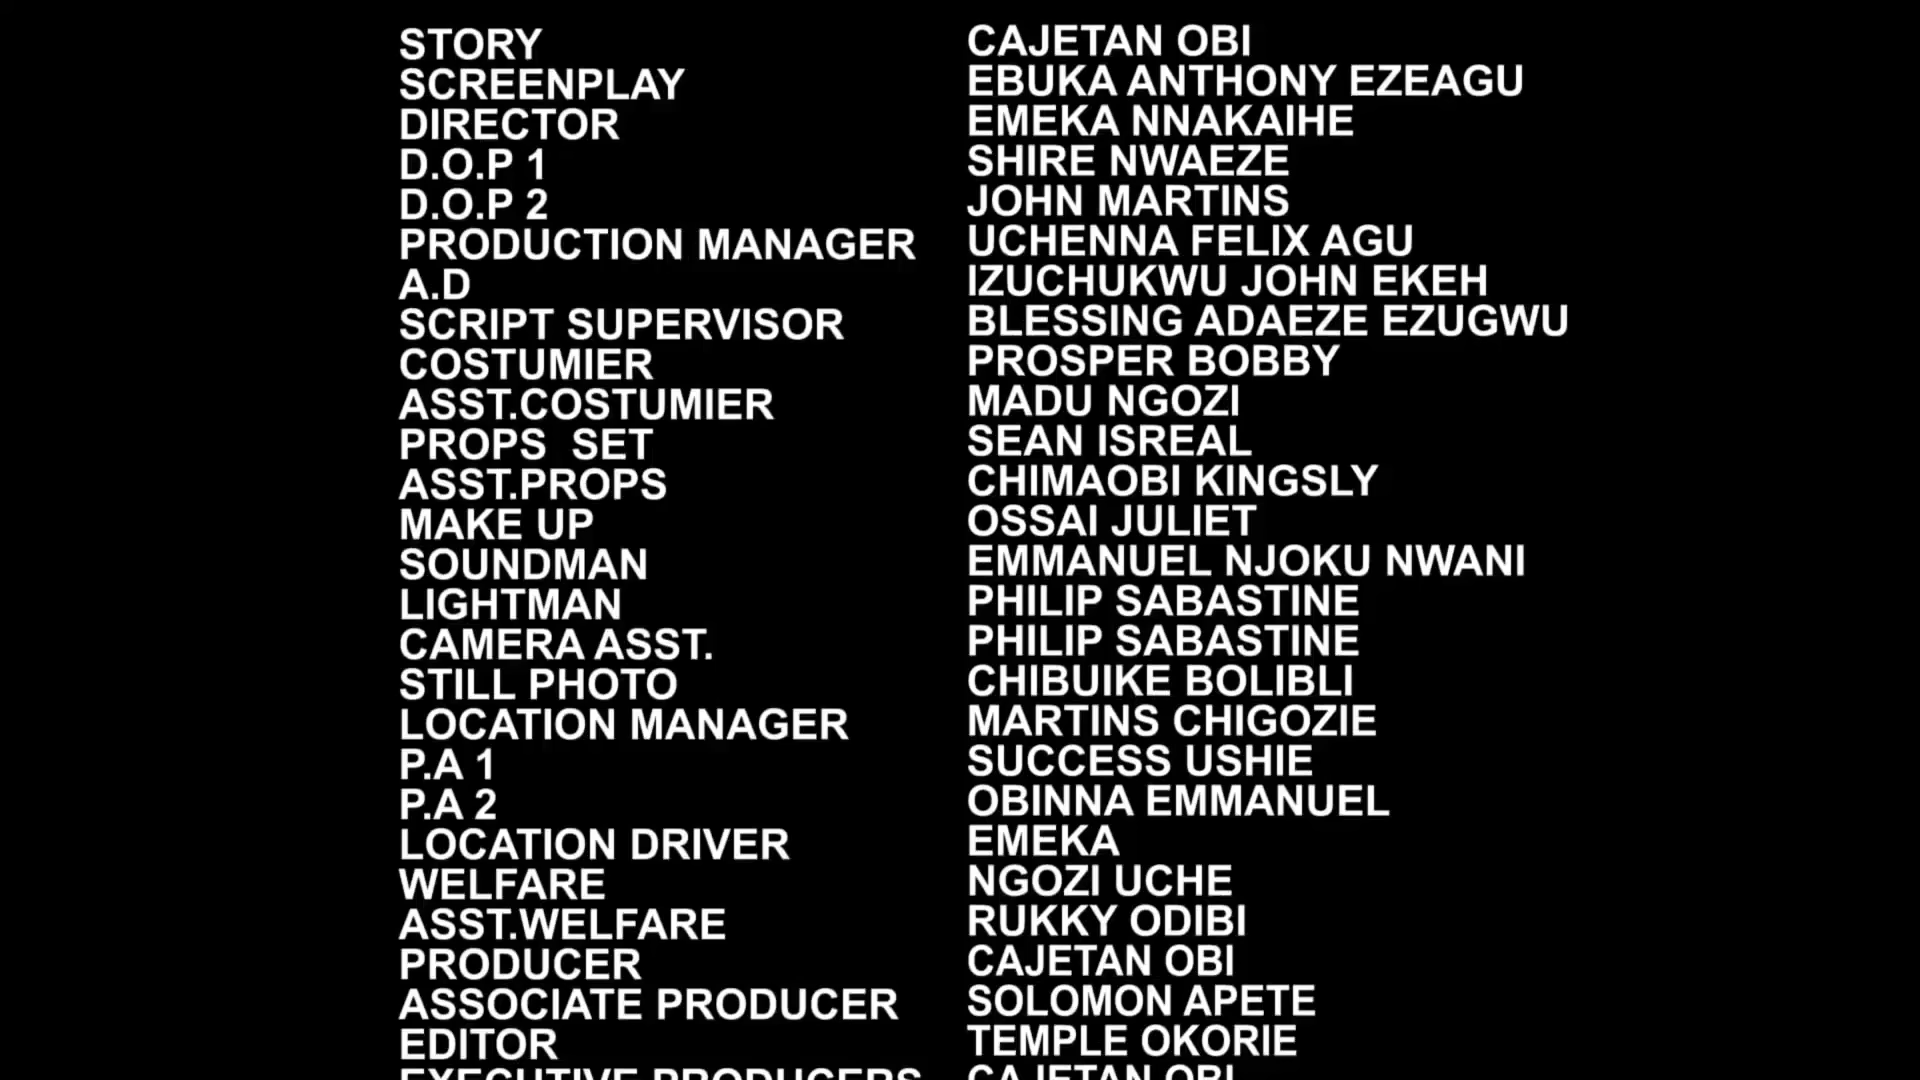 STORY CAJETAN OBI
SCREENPLAY EBUKA ANTHONY EZEAGU
DIRECTOR EMEKA NNAKAIHE
D.O.P 1 SHIRE NWAEZE
D.O.P 2 JOHN MARTINS
PRODUCTION MANAGER UCHENNA FELIX AGU
A.D IZUCHUKWU JOHN EKEH
SCRIPT SUPERVISOR BLESSING ADAEZE EZUGWU
COSTUMIER PROSPER BOBBY
ASST.COSTUMIER MADU NGOZI
PROPS SET SEAN ISREAL
ASST.PROPS CHIMAOBI KINGSLY
MAKE UP OSSAI JULIET
SOUNDMAN EMMANUEL NJOKU NWANI
LIGHTMAN PHILIP SABASTINE
CAMERA ASST. PHILIP SABASTINE
STILL PHOTO CHIBUIKE BOLIBLI
LOCATION MANAGER MARTINS CHIGOZIE
P.A 1 SUCCESS USHIE
P.A 2 OBINNA EMMANUEL
LOCATION DRIVER EMEKA
WELFARE NGOZI UCHE
ASST.WELFARE RUKKY ODIBI
PRODUCER CAJETAN OBI
ASSOCIATE PRODUCER SOLOMON APETE
EDITOR TEMPLE OKORIE
EXECUTIVE PRODUCERS CAJETAN OBI